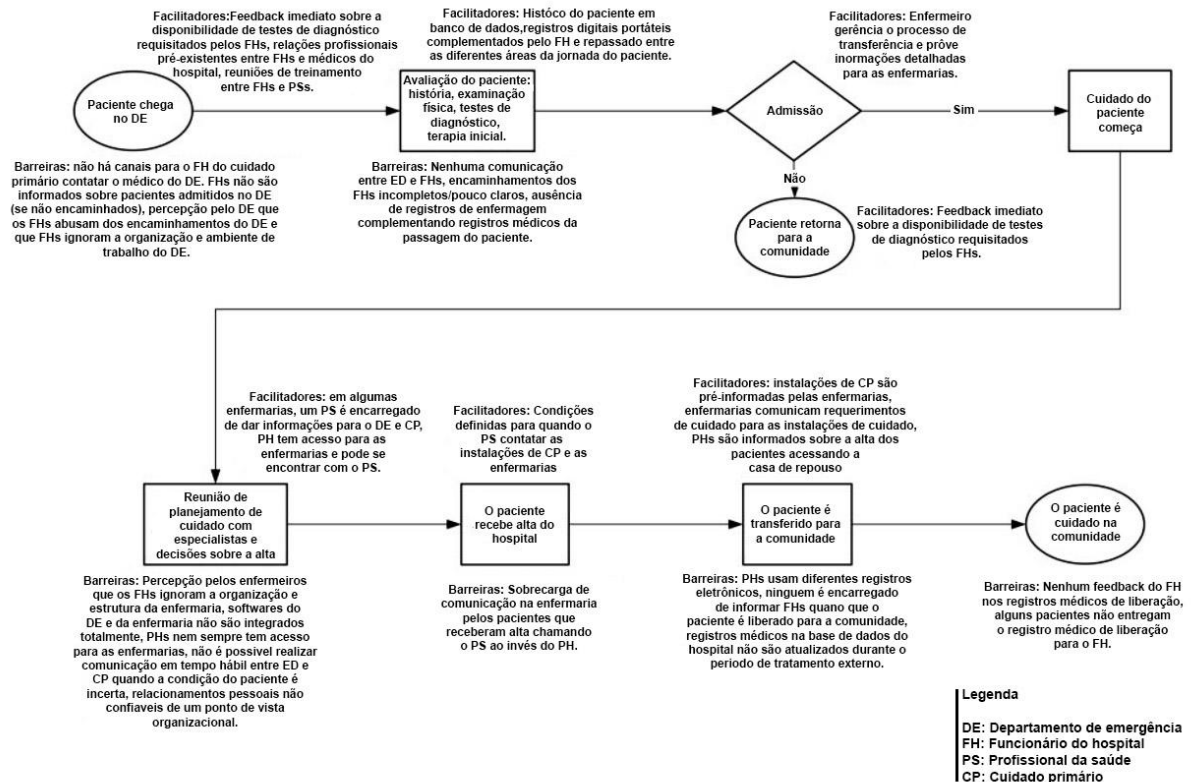 Facilitadores:Feedback imediato sobre a
disponibilidade de testes de diagnóstico
requisitados pelos FHs, relações profissionais
pré-existentes entre FHs e médicos do
hospital, reuniões de treinamento
entre FHs e PSs.
Facilitadores: Históco do paciente em
banco de dados,registros digitais portáteis
complementados pelo FH e repassado entre
as diferentes áreas da jornada do paciente.
Facilitadores: Enfermeiro
gerência o processo de
transferência e prôve
inormações detalhadas
para as enfermarias.
Paciente chega
no DE
Avaliação do paciente:
história, examinação
física, testes de
diagnóstico,
terapia inicial.
Admissão
Sim
Cuidado do
paciente
começa
Barreiras: não há canais para o FH do cuidado
primário contatar o médico do DE. FHs não são
informados sobre pacientes admitidos no DE
(se não encaminhados), percepção pelo DE que
os FHs abusam dos encaminhamentos do DE e
que FHs ignoram a organização e ambiente de
trabalho do DE.
Barreiras: Nenhuma comunicação
entre ED e FHs, encaminhamentos dos
FHs incompletos/pouco claros, ausência
de registros de enfermagem
complementando registros médicos da
passagem do paciente.
Não
Paciente retorna
para a
comunidade
Facilitadores: Feedback imediato
sobre a disponibilidade de testes
de diagnóstico requisitados
pelos FHs.
Facilitadores: em algumas
enfermarias, um PS é encarregado
de dar informações para o DE e CP,
PH tem acesso para as
enfermarias e pode se
encontrar com o PS.
Facilitadores: Condições
definidas para quando o
PS contatar as
instalações de CP e as
enfermarias
Facilitadores: instalações de CP são
pré-informadas pelas enfermarias,
enfermarias comunicam requerimentos
de cuidado para as instalações de cuidado,
PHs são informados sobre a alta dos
pacientes acessando a
casa de repouso
Reunião de
planejamento de
cuidado com
especialistas e
decisões sobre a alta
O paciente
recebe alta do
hospital
O paciente é
transferido para
a comunidade
O paciente é
cuidado na
comunidade
Barreiras: Percepção pelos enfermeiros
que os FHs ignoram a organização e
estrutura da enfermaria, softwares do
DE e da enfermaria não são integrados
totalmente, PHs nem sempre tem acesso
para as enfermarias, não é possivel realizar
comunicação em tempo hábil entre ED e
CP quando a condição do paciente é
incerta, relacionamentos pessoais não
confiaveis de um ponto de vista
organizacional.
Barreiras: Sobrecarga de
comunicação na enfermaria
pelos pacientes que
receberam alta chamando
o PS ao invés do PH.
Barreiras: PHs usam diferentes registros
eletrônicos, ninguem é encarregado
de informar FHs quano que o
paciente é liberado para a comunidade,
registros médicos na base de dados do
hospital não são atualizados durante o
periodo de tratamento externo.
Barreiras: Nenhum feedback do FH
nos registros médicos de liberação,
alguns pacientes não entregam
o registro médico de liberação
para o FH.
Legenda
DE: Departamento de emergência
FH: Funcionário do hospital
PS: Profissional da saúde
CP: Cuidado primário